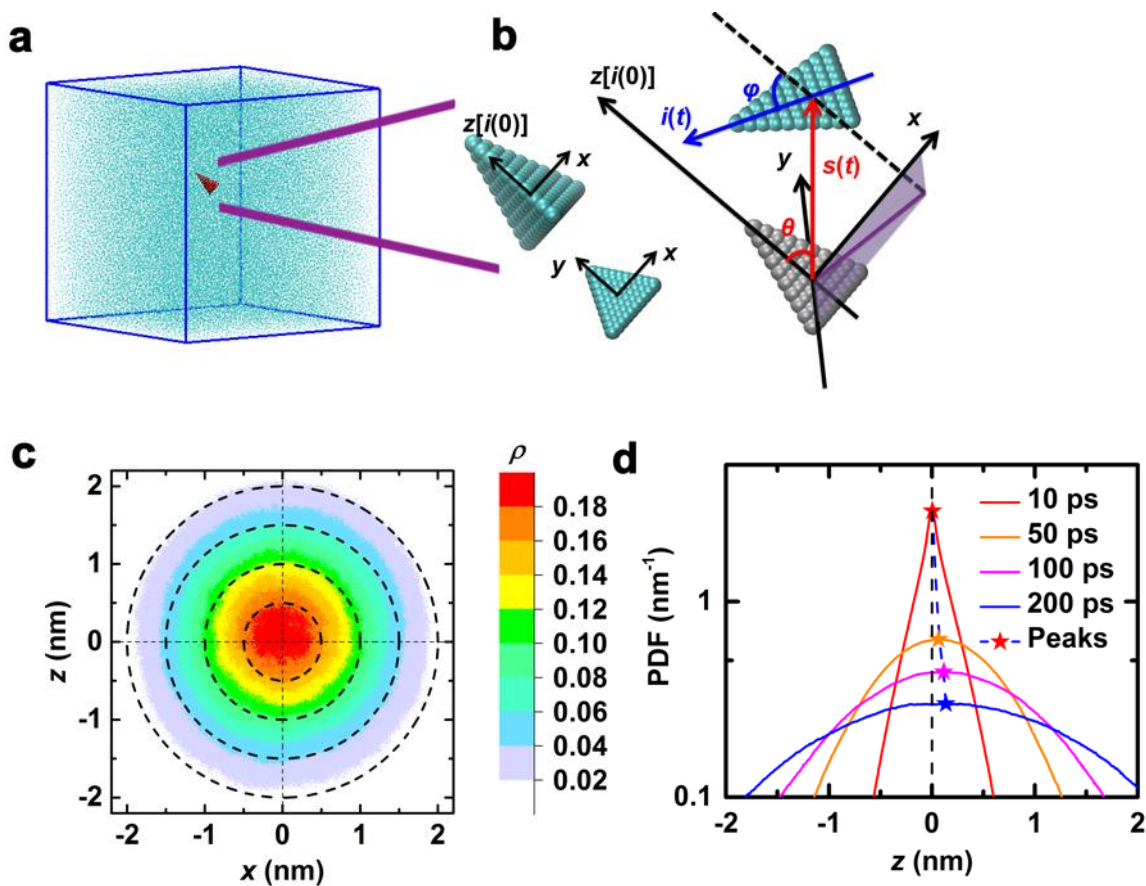 a
z[i(0)]
x
y
x
b
z[i(0)]
φ
i(t)
x
y
s(t)
θ
c
ρ
2
1
0
-1
-2
z (nm)
-2 -1 0 1 2
x (nm)
0.18
0.16
0.14
0.12
0.10
0.08
0.06
0.04
0.02
d
PDF (nm-1)
1
0.1
10 ps
50 ps
100 ps
200 ps
Peaks
-2 -1 0 1 2
z (nm)